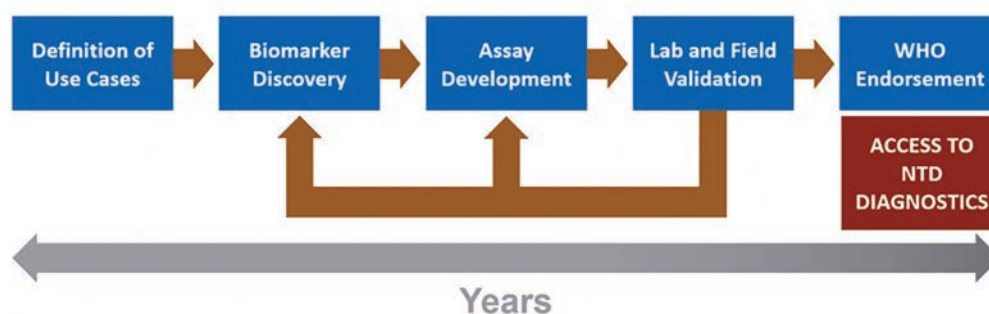 Definition of
Use Cases
Biomarker
Discovery
Assay
Development
Lab and Field
Validation
WHO
Endorsement
ACCESS TO
NTD
DIAGNOSTICS
Years